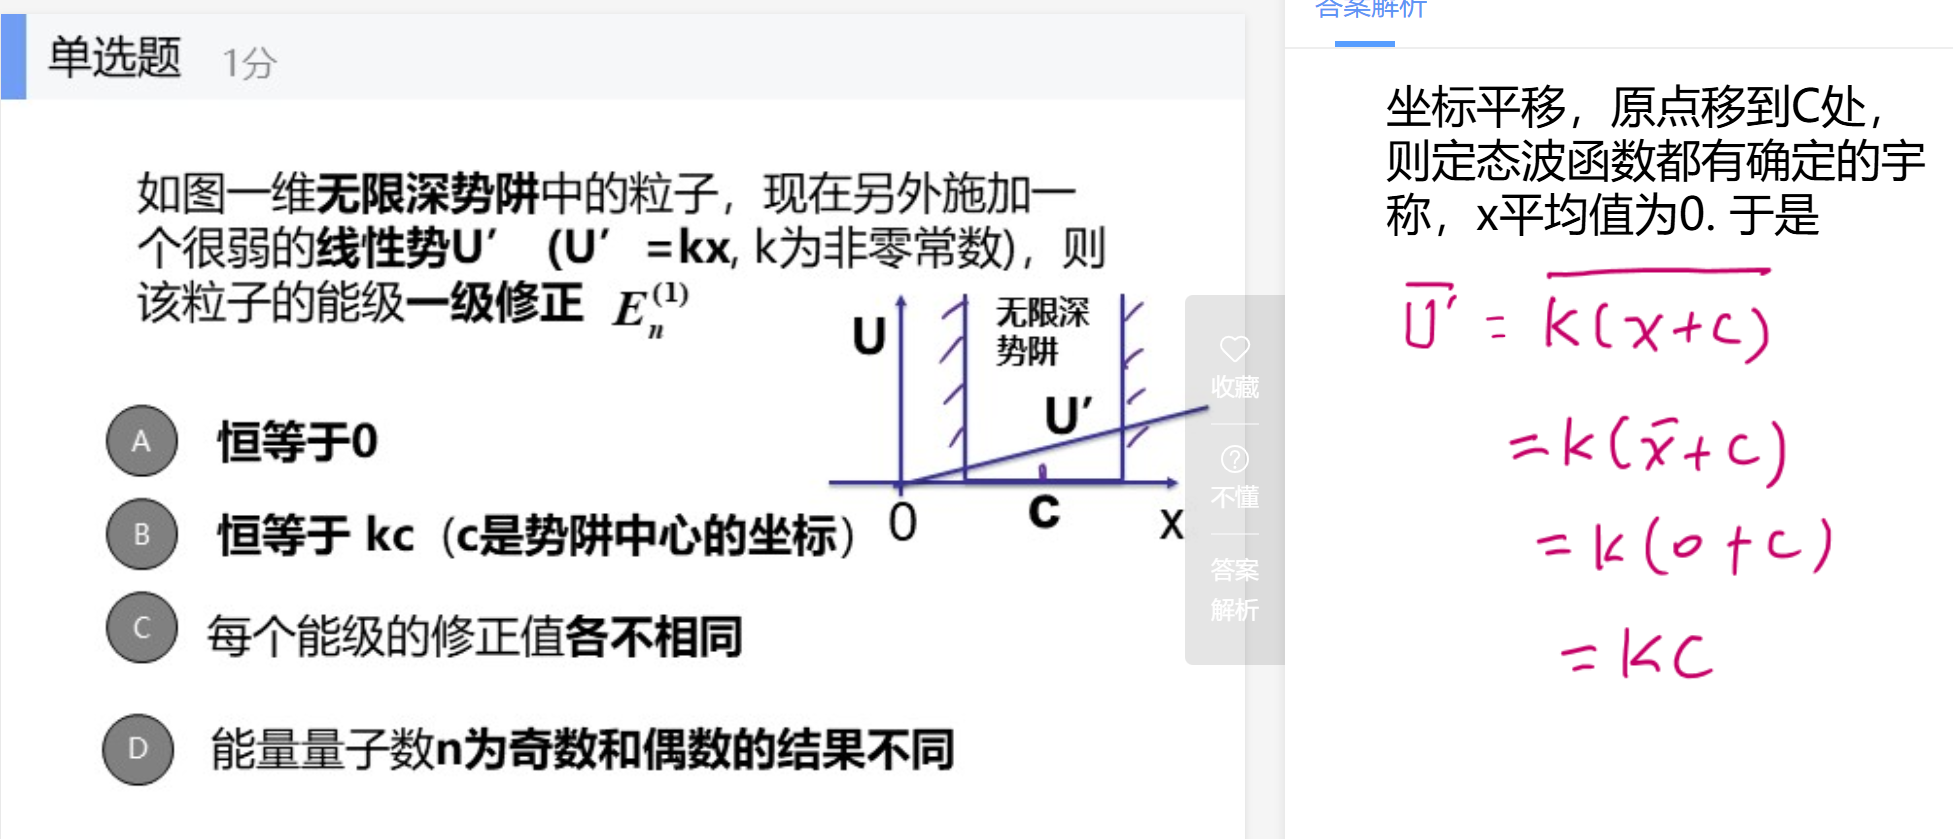 单选题 1分
如图一维无限深势阱中的粒子，现在另外施加一
个很弱的线性势U′（U′=kx, k为非零常数)，则
该粒子的能级一级修正 E_n^(1)
U
无限深
势阱
U′
0
C
X
A 恒等于0
B 恒等于 kc（c是势阱中心的坐标）
C 每个能级的修正值各不相同
D 能量量子数n为奇数和偶数的结果不同
收藏
不懂
答案
解析
答案解析
坐标平移，原点移到C处，
则定态波函数都有确定的宇
称，x平均值为0. 于是
U̅′ = k(x+c)
=k(x̄+c)
=k(0+c)
=kc